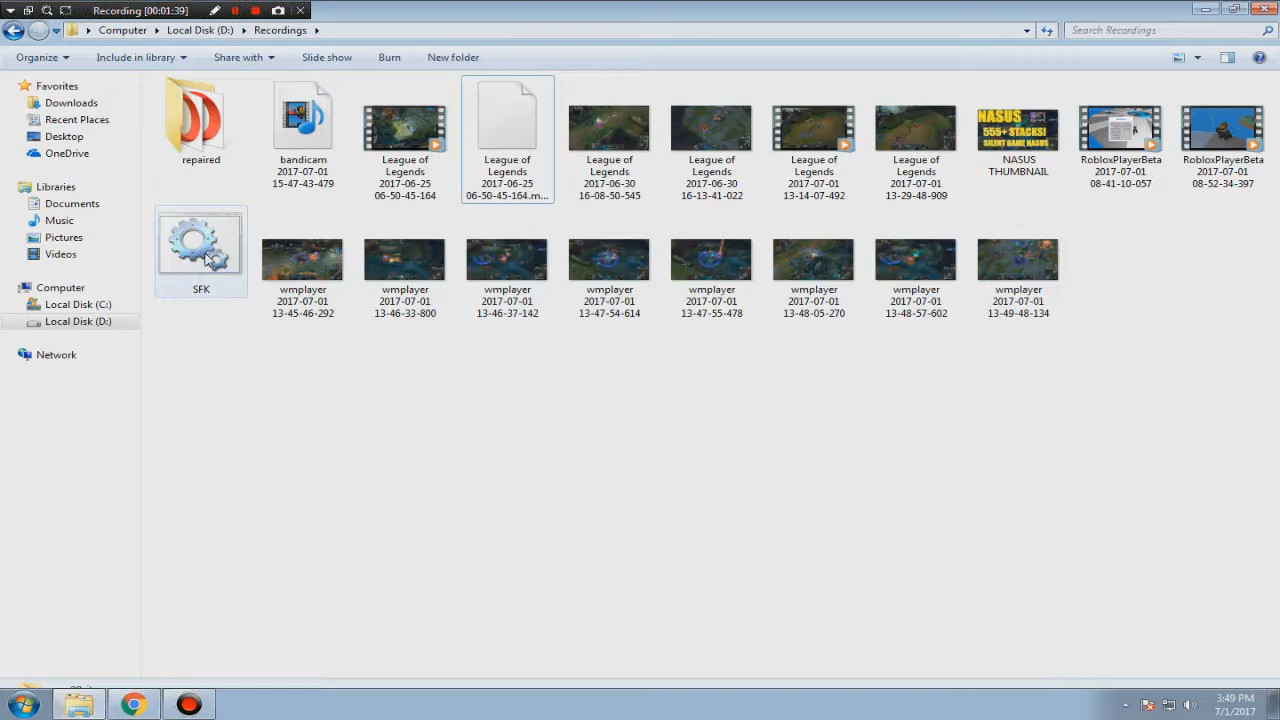 Recording [00:01:39]
Computer Local Disk (D:) Recordings
Search Recordings
Organize Include in library Share with Slide show Burn New folder
Favorites
Downloads
Recent Places
Desktop
OneDrive
Libraries
Documents
Music
Pictures
Videos
Computer
Local Disk (C:)
Local Disk (D:)
Network
repaired
bandicam
2017-07-01
15-47-43-479
League of
Legends
2017-06-25
06-50-45-164
League of
Legends
2017-06-25
06-50-45-164.m...
League of
Legends
2017-06-30
16-08-50-545
League of
Legends
2017-06-30
16-13-41-022
League of
Legends
2017-07-01
13-14-07-492
League of
Legends
2017-07-01
13-29-48-909
NASUS
555+ STACKS!
SILENT GAME NASUS
NASUS
THUMBNAIL
RobloxPlayerBeta
2017-07-01
08-41-10-057
RobloxPlayerBeta
2017-07-01
08-52-34-397
SFK
wmplayer
2017-07-01
13-45-46-292
wmplayer
2017-07-01
13-46-33-800
wmplayer
2017-07-01
13-46-37-142
wmplayer
2017-07-01
13-47-54-614
wmplayer
2017-07-01
13-47-55-478
wmplayer
2017-07-01
13-48-05-270
wmplayer
2017-07-01
13-48-57-602
wmplayer
2017-07-01
13-49-48-134
3:49 PM
7/1/2017